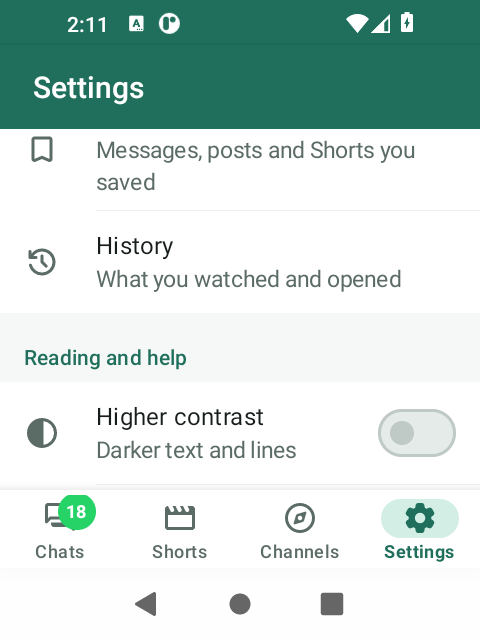 2:11
Settings
Messages, posts and Shorts you
saved
History
What you watched and opened
Reading and help
Higher contrast
Darker text and lines
18
Chats
Shorts
Channels
Settings